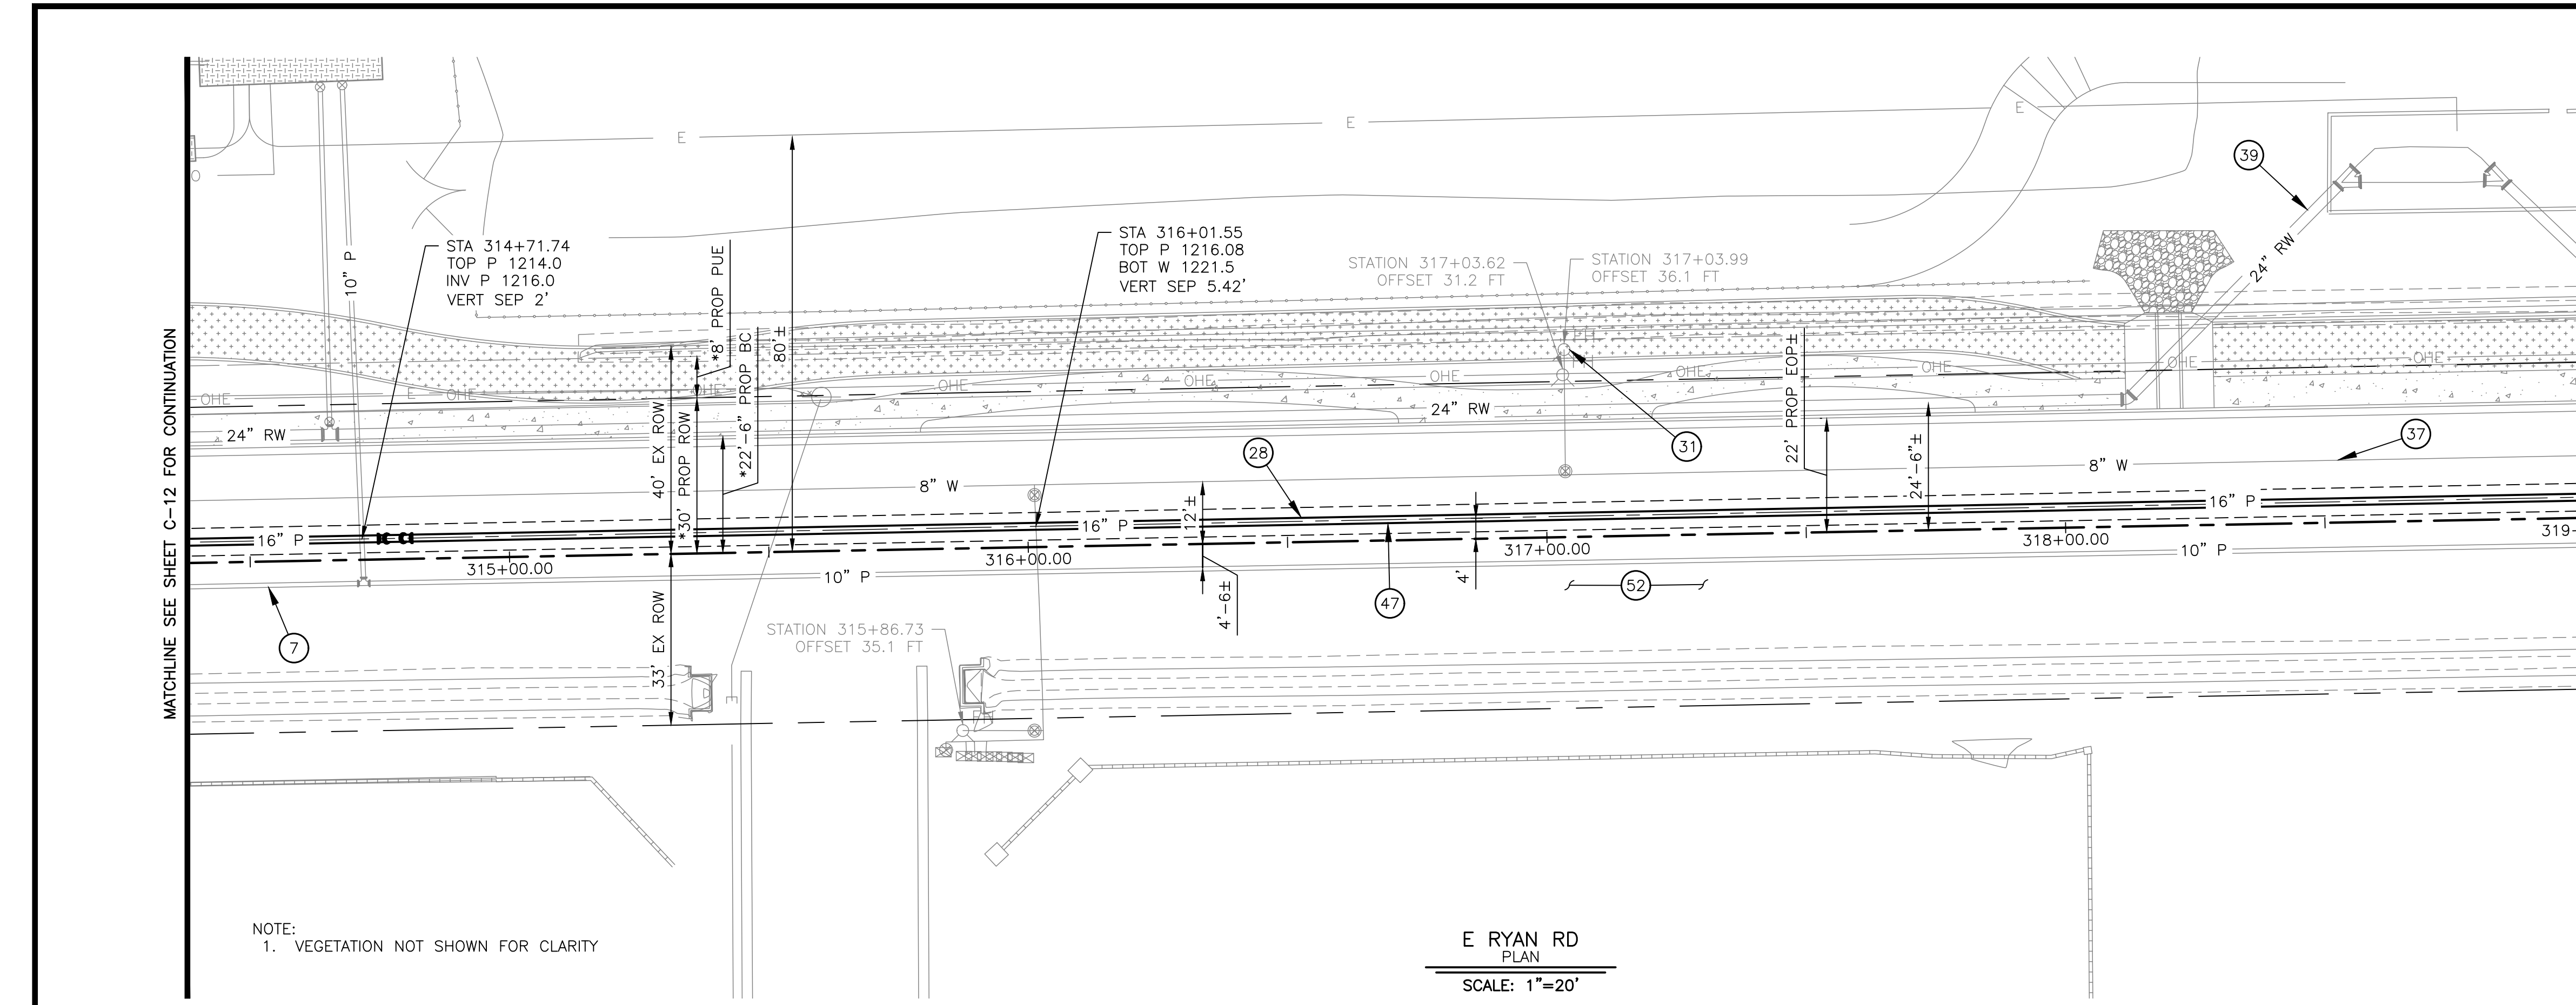 MATCHLINE SEE SHEET C-12 FOR CONTINUATION
E
E
E
39
10" P
STA 314+71.74
TOP P 1214.0
INV P 1216.0
VERT SEP 2'
*8' PROP PUE
*22'-6" PROP BC
80'±
STA 316+01.55
TOP P 1216.08
BOT W 1221.5
VERT SEP 5.42'
STATION 317+03.62
OFFSET 31.2 FT
STATION 317+03.99
OFFSET 36.1 FT
24" RW
OHE
E
OHE
OHE
OHE
OHE
OHE
OHE
OHE
OHE
OHE
24" RW
24" RW
40' EX ROW
*30' PROP ROW
22' PROP EOP±
24'-6"±
28
31
37
8" W
8" W
16" P
16" P
16" P
12'±
4'
4'-6±
315+00.00
316+00.00
317+00.00
318+00.00
319-
10" P
10" P
7
47
52
33' EX ROW
STATION 315+86.73
OFFSET 35.1 FT
E
FH
NOTE:
1. VEGETATION NOT SHOWN FOR CLARITY
E RYAN RD
PLAN
SCALE: 1"=20'